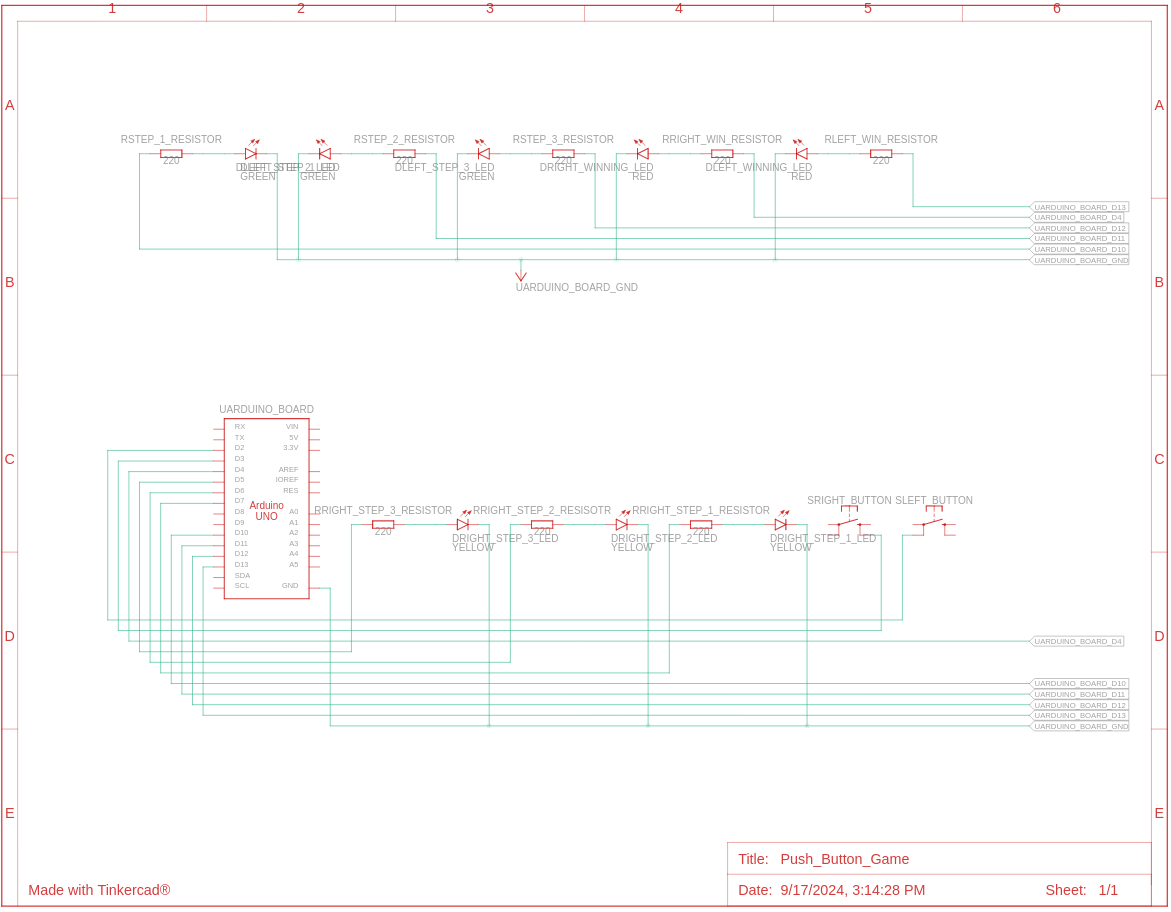 1 2 3 4 5 6
A A
RSTEP_1_RESISTOR RSTEP_2_RESISTOR RSTEP_3_RESISTOR RRIGHT_WIN_RESISTOR RLEFT_WIN_RESISTOR
220 220 220 220 220
DLEFT_STEP_3_LED DRIGHT_WINNING_LED DLEFT_WINNING_LED
GREEN GREEN GREEN RED RED
UARDUINO_BOARD_D13
UARDUINO_BOARD_D4
UARDUINO_BOARD_D12
UARDUINO_BOARD_D11
UARDUINO_BOARD_D10
UARDUINO_BOARD_GND
B B
UARDUINO_BOARD_GND
UARDUINO_BOARD
RX VIN
TX 5V
D2 3.3V
D3
C C
D4 AREF
D5 IOREF
D6 RES
D7
Arduino
UNO
D8 A0
D9 A1
D10 A2
D11 A3
D12 A4
D13 A5
SDA
SCL GND
SRIGHT_BUTTON SLEFT_BUTTON
RRIGHT_STEP_3_RESISTOR RRIGHT_STEP_2_RESISOTR RRIGHT_STEP_1_RESISTOR
220 220 220
DRIGHT_STEP_3_LED DRIGHT_STEP_2_LED DRIGHT_STEP_1_LED
YELLOW YELLOW YELLOW
D D
UARDUINO_BOARD_D4
UARDUINO_BOARD_D10
UARDUINO_BOARD_D11
UARDUINO_BOARD_D12
UARDUINO_BOARD_D13
UARDUINO_BOARD_GND
E E
Title: Push_Button_Game
Made with Tinkercad®
Date: 9/17/2024, 3:14:28 PM Sheet: 1/1